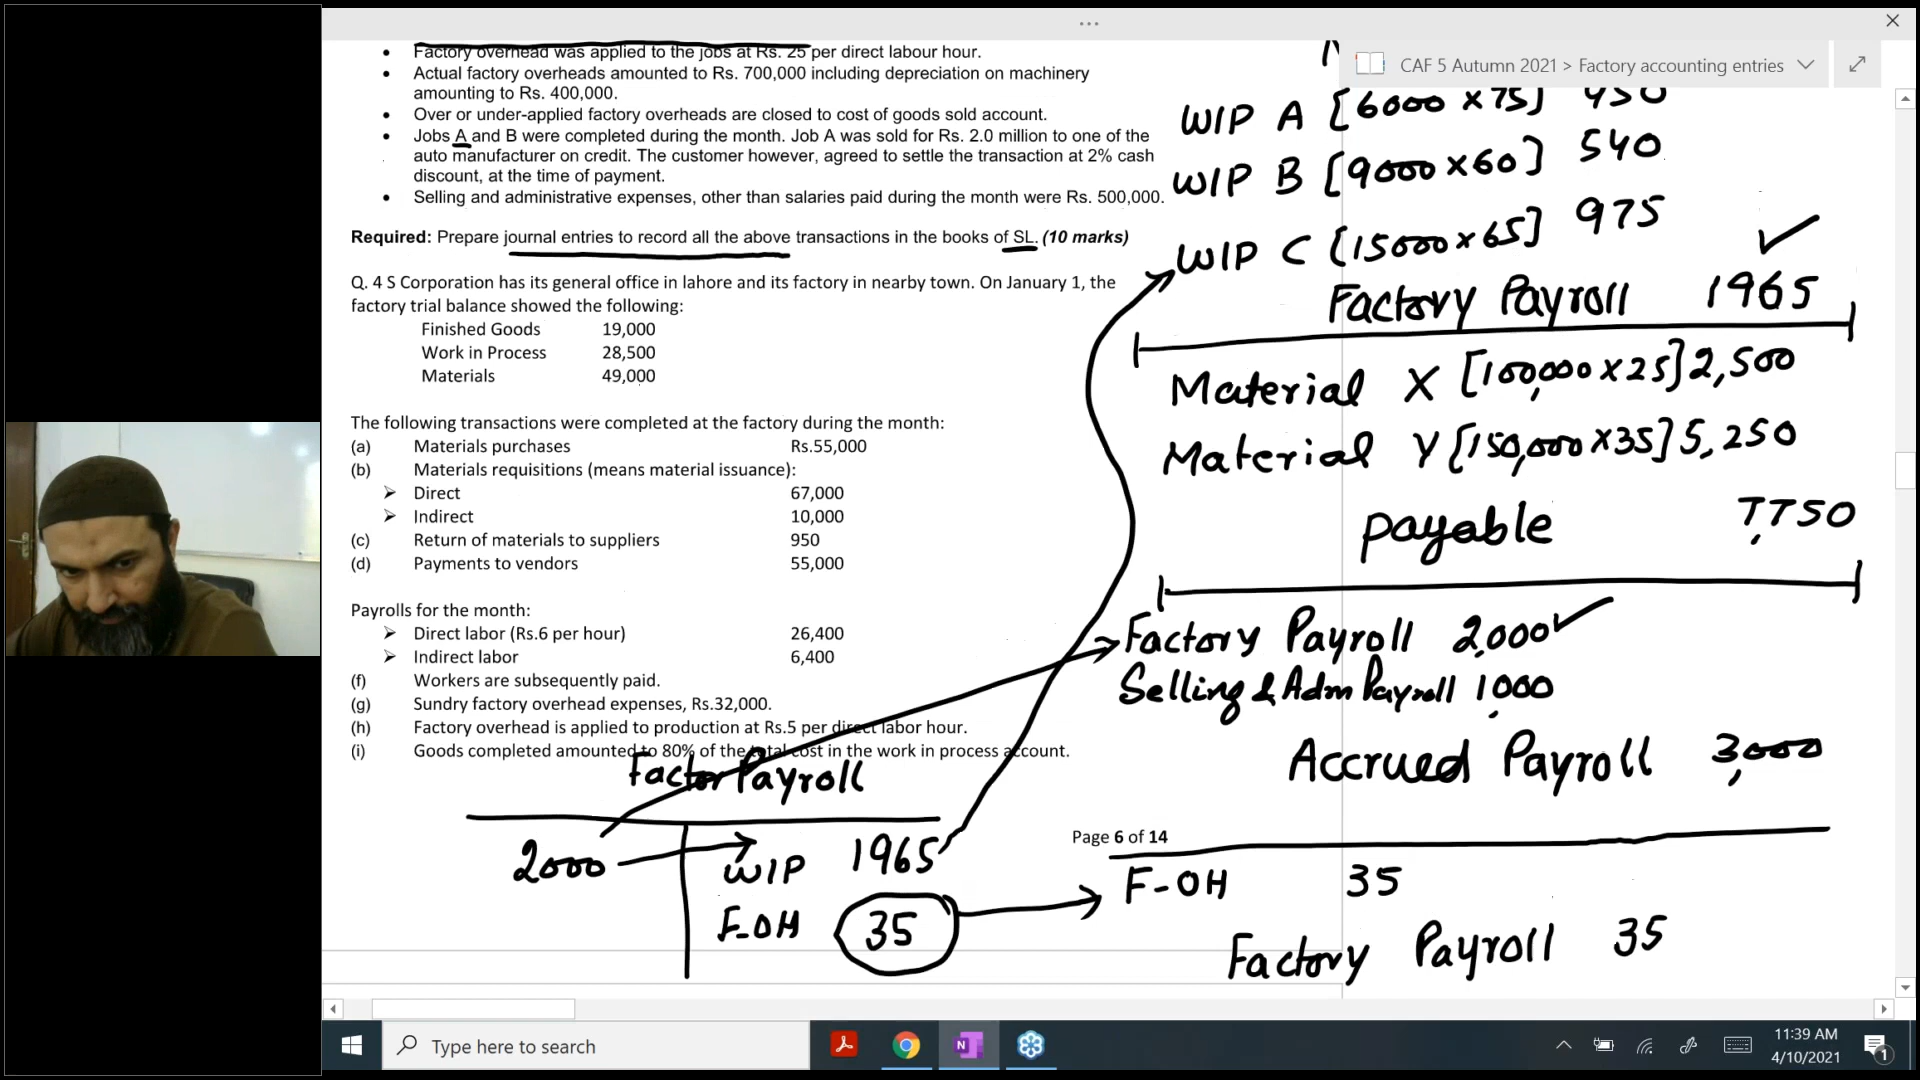 CAF 5 Autumn 2021 > Factory accounting entries
• Factory overhead was applied to the jobs at Rs. 25 per direct labour hour.
• Actual factory overheads amounted to Rs. 700,000 including depreciation on machinery
amounting to Rs. 400,000.
• Over or under-applied factory overheads are closed to cost of goods sold account.
• Jobs A and B were completed during the month. Job A was sold for Rs. 2.0 million to one of the
auto manufacturer on credit. The customer however, agreed to settle the transaction at 2% cash
discount, at the time of payment.
• Selling and administrative expenses, other than salaries paid during the month were Rs. 500,000.
Required: Prepare journal entries to record all the above transactions in the books of SL. (10 marks)
Q. 4 S Corporation has its general office in lahore and its factory in nearby town. On January 1, the
factory trial balance showed the following:
Finished Goods 19,000
Work in Process 28,500
Materials 49,000
The following transactions were completed at the factory during the month:
(a) Materials purchases Rs.55,000
(b) Materials requisitions (means material issuance):
➢ Direct 67,000
➢ Indirect 10,000
(c) Return of materials to suppliers 950
(d) Payments to vendors 55,000
Payrolls for the month:
➢ Direct labor (Rs.6 per hour) 26,400
➢ Indirect labor 6,400
(f) Workers are subsequently paid.
(g) Sundry factory overhead expenses, Rs.32,000.
(h) Factory overhead is applied to production at Rs.5 per direct labor hour.
(i) Goods completed amounted to 80% of the total cost in the work in process account.
Factor Payroll
2000 WIP 1965
F-OH 35
Page 6 of 14
WIP A [6000 x 75] 450
WIP B [9000 x 60] 540
WIP C [15000 x 65] 975
Factory Payroll 1965
Material X [100,000 x 25] 2,500
Material Y [150,000 x 35] 5,250
payable 7,750
Factory Payroll 2,000
Selling & Adm Payroll 1,000
Accrued Payroll 3,000
F-OH 35
Factory Payroll 35
Type here to search
11:39 AM
4/10/2021
1